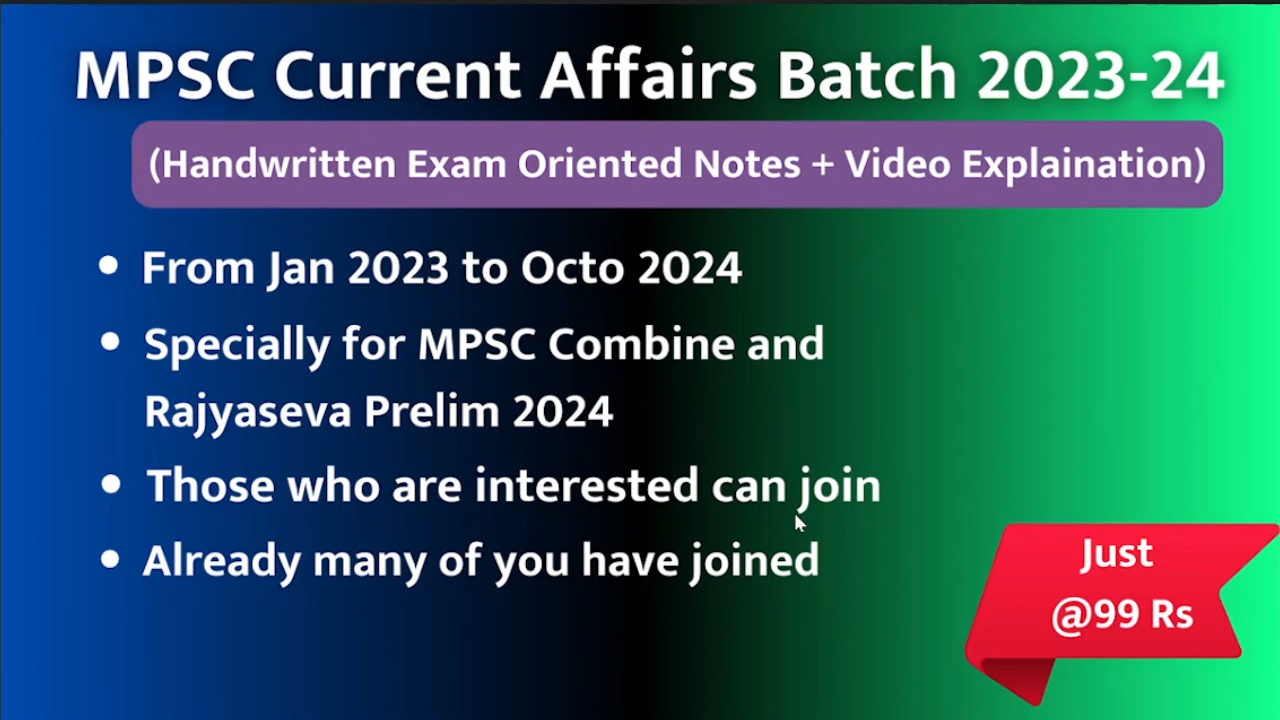 MPSC Current Affairs Batch 2023-24
(Handwritten Exam Oriented Notes + Video Explaination)
• From Jan 2023 to Octo 2024
• Specially for MPSC Combine and
Rajyaseva Prelim 2024
• Those who are interested can join
• Already many of you have joined
Just
@99 Rs